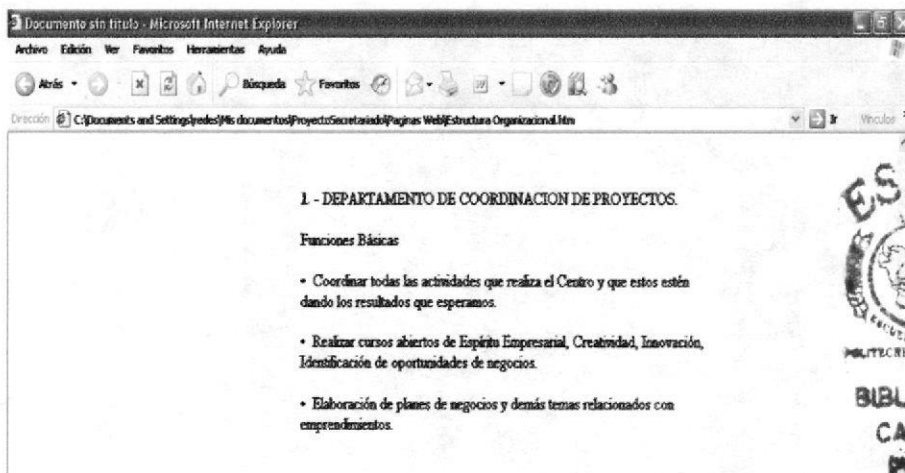 Documento sin titulo - Microsoft Internet Explorer
Archivo Edición Ver Favoritos Herramientas Ayuda
Atrás Búsqueda Favoritos
Dirección C:\Documents and Settings\redes\Mis documentos\ProyectoSecretariado\Paginas Web\Estructura Organizacional.htm Ir Vínculos
1. - DEPARTAMENTO DE COORDINACION DE PROYECTOS.
Funciones Básicas
• Coordinar todas las actividades que realiza el Centro y que estos estén
dando los resultados que esperamos.
• Realizar cursos abiertos de Espíritu Empresarial, Creatividad, Innovación,
Identificación de oportunidades de negocios.
• Elaboración de planes de negocios y demás temas relacionados con
emprendimientos.
ES
POLITECN
BIBL
CA